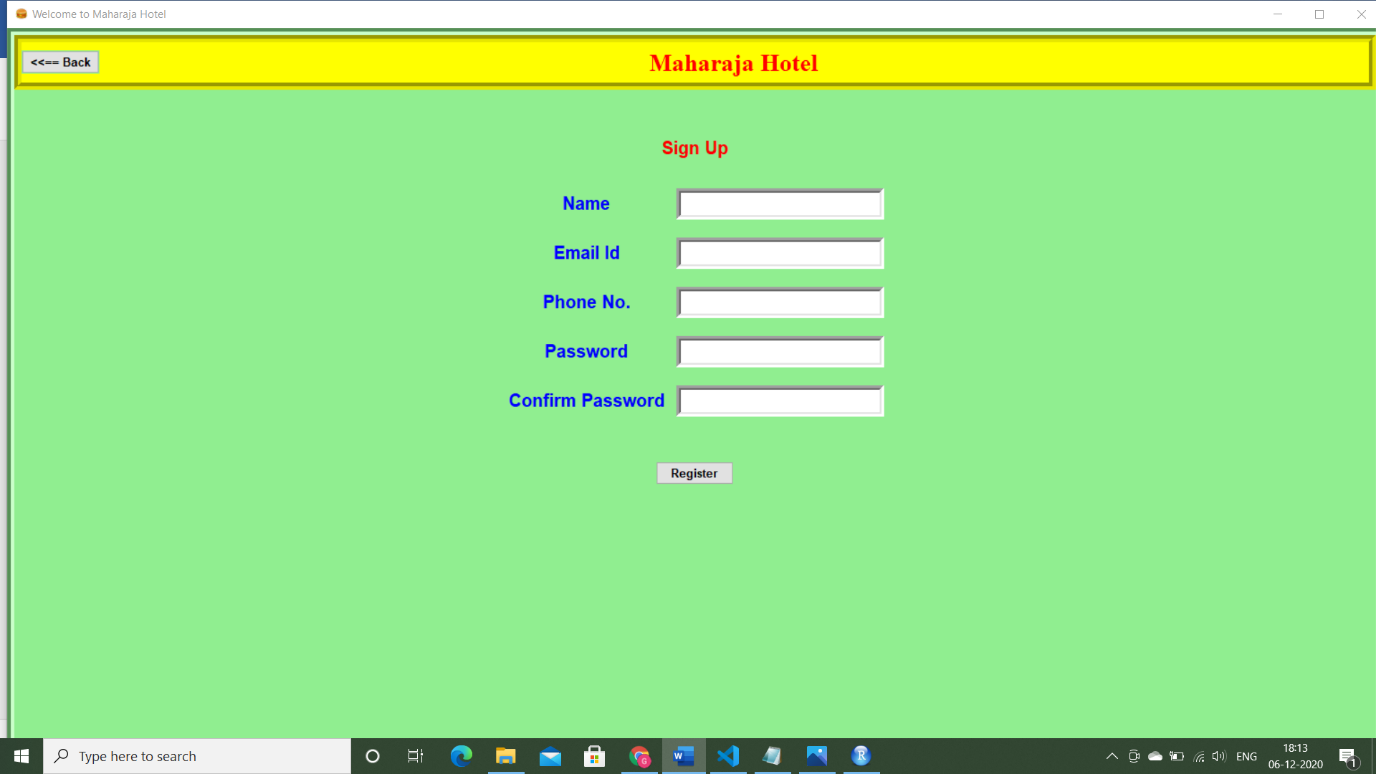 Welcome to Maharaja Hotel
<<== Back
Maharaja Hotel
Sign Up
Name
Email Id
Phone No.
Password
Confirm Password
Register
Type here to search
ENG
18:13
06-12-2020
1